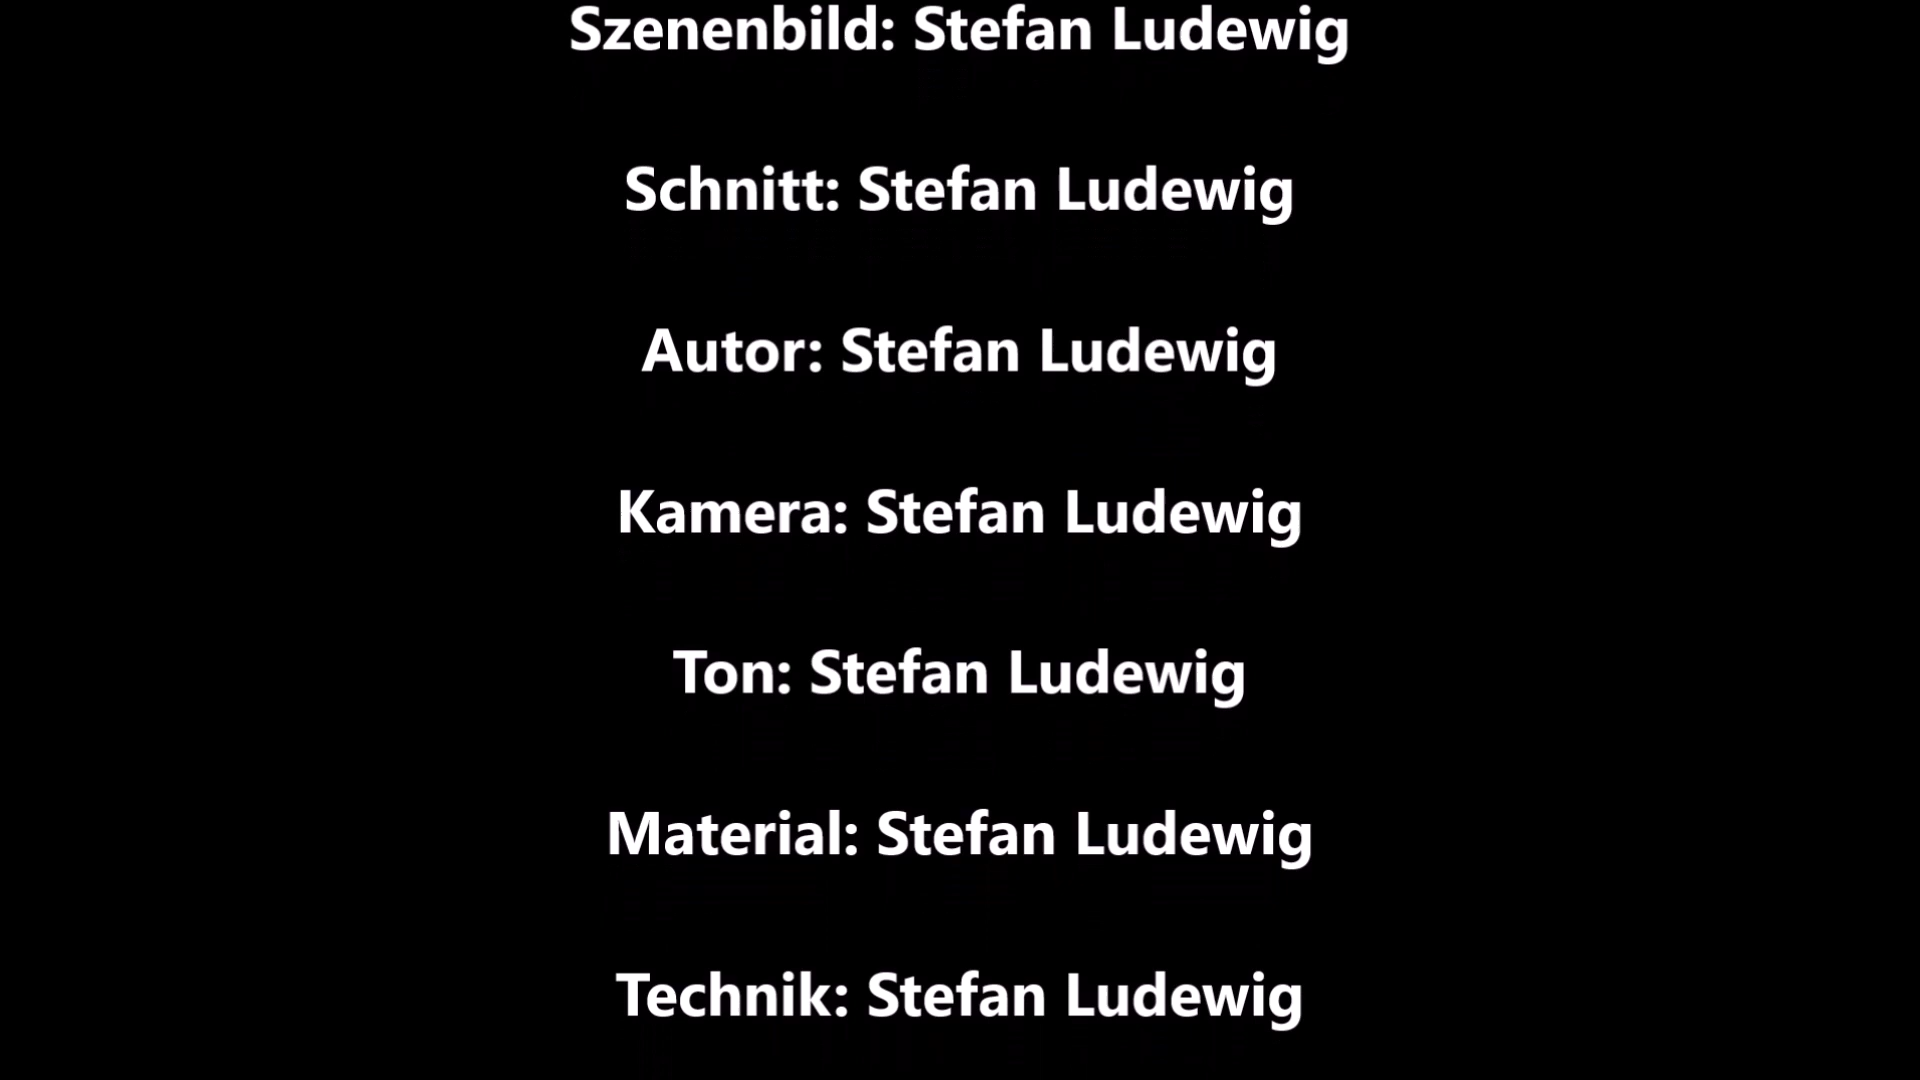 Szenenbild: Stefan Ludewig
Schnitt: Stefan Ludewig
Autor: Stefan Ludewig
Kamera: Stefan Ludewig
Ton: Stefan Ludewig
Material: Stefan Ludewig
Technik: Stefan Ludewig